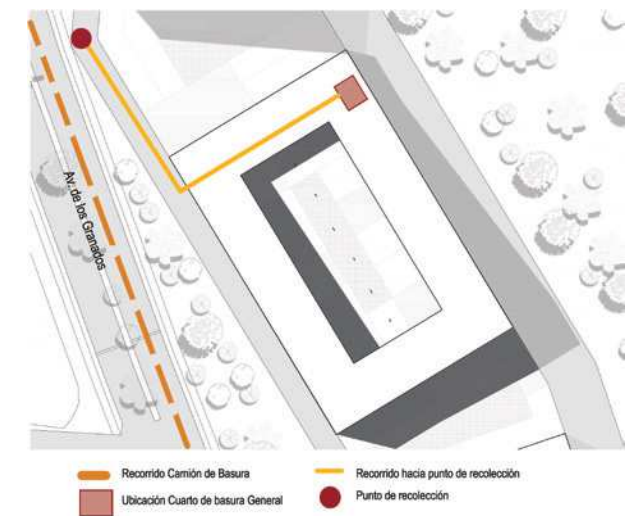 Av. de los Granados
Recorrido Camión de Basura
Recorrido hacia punto de recolección
Ubicación Cuarto de basura General
Punto de recolección